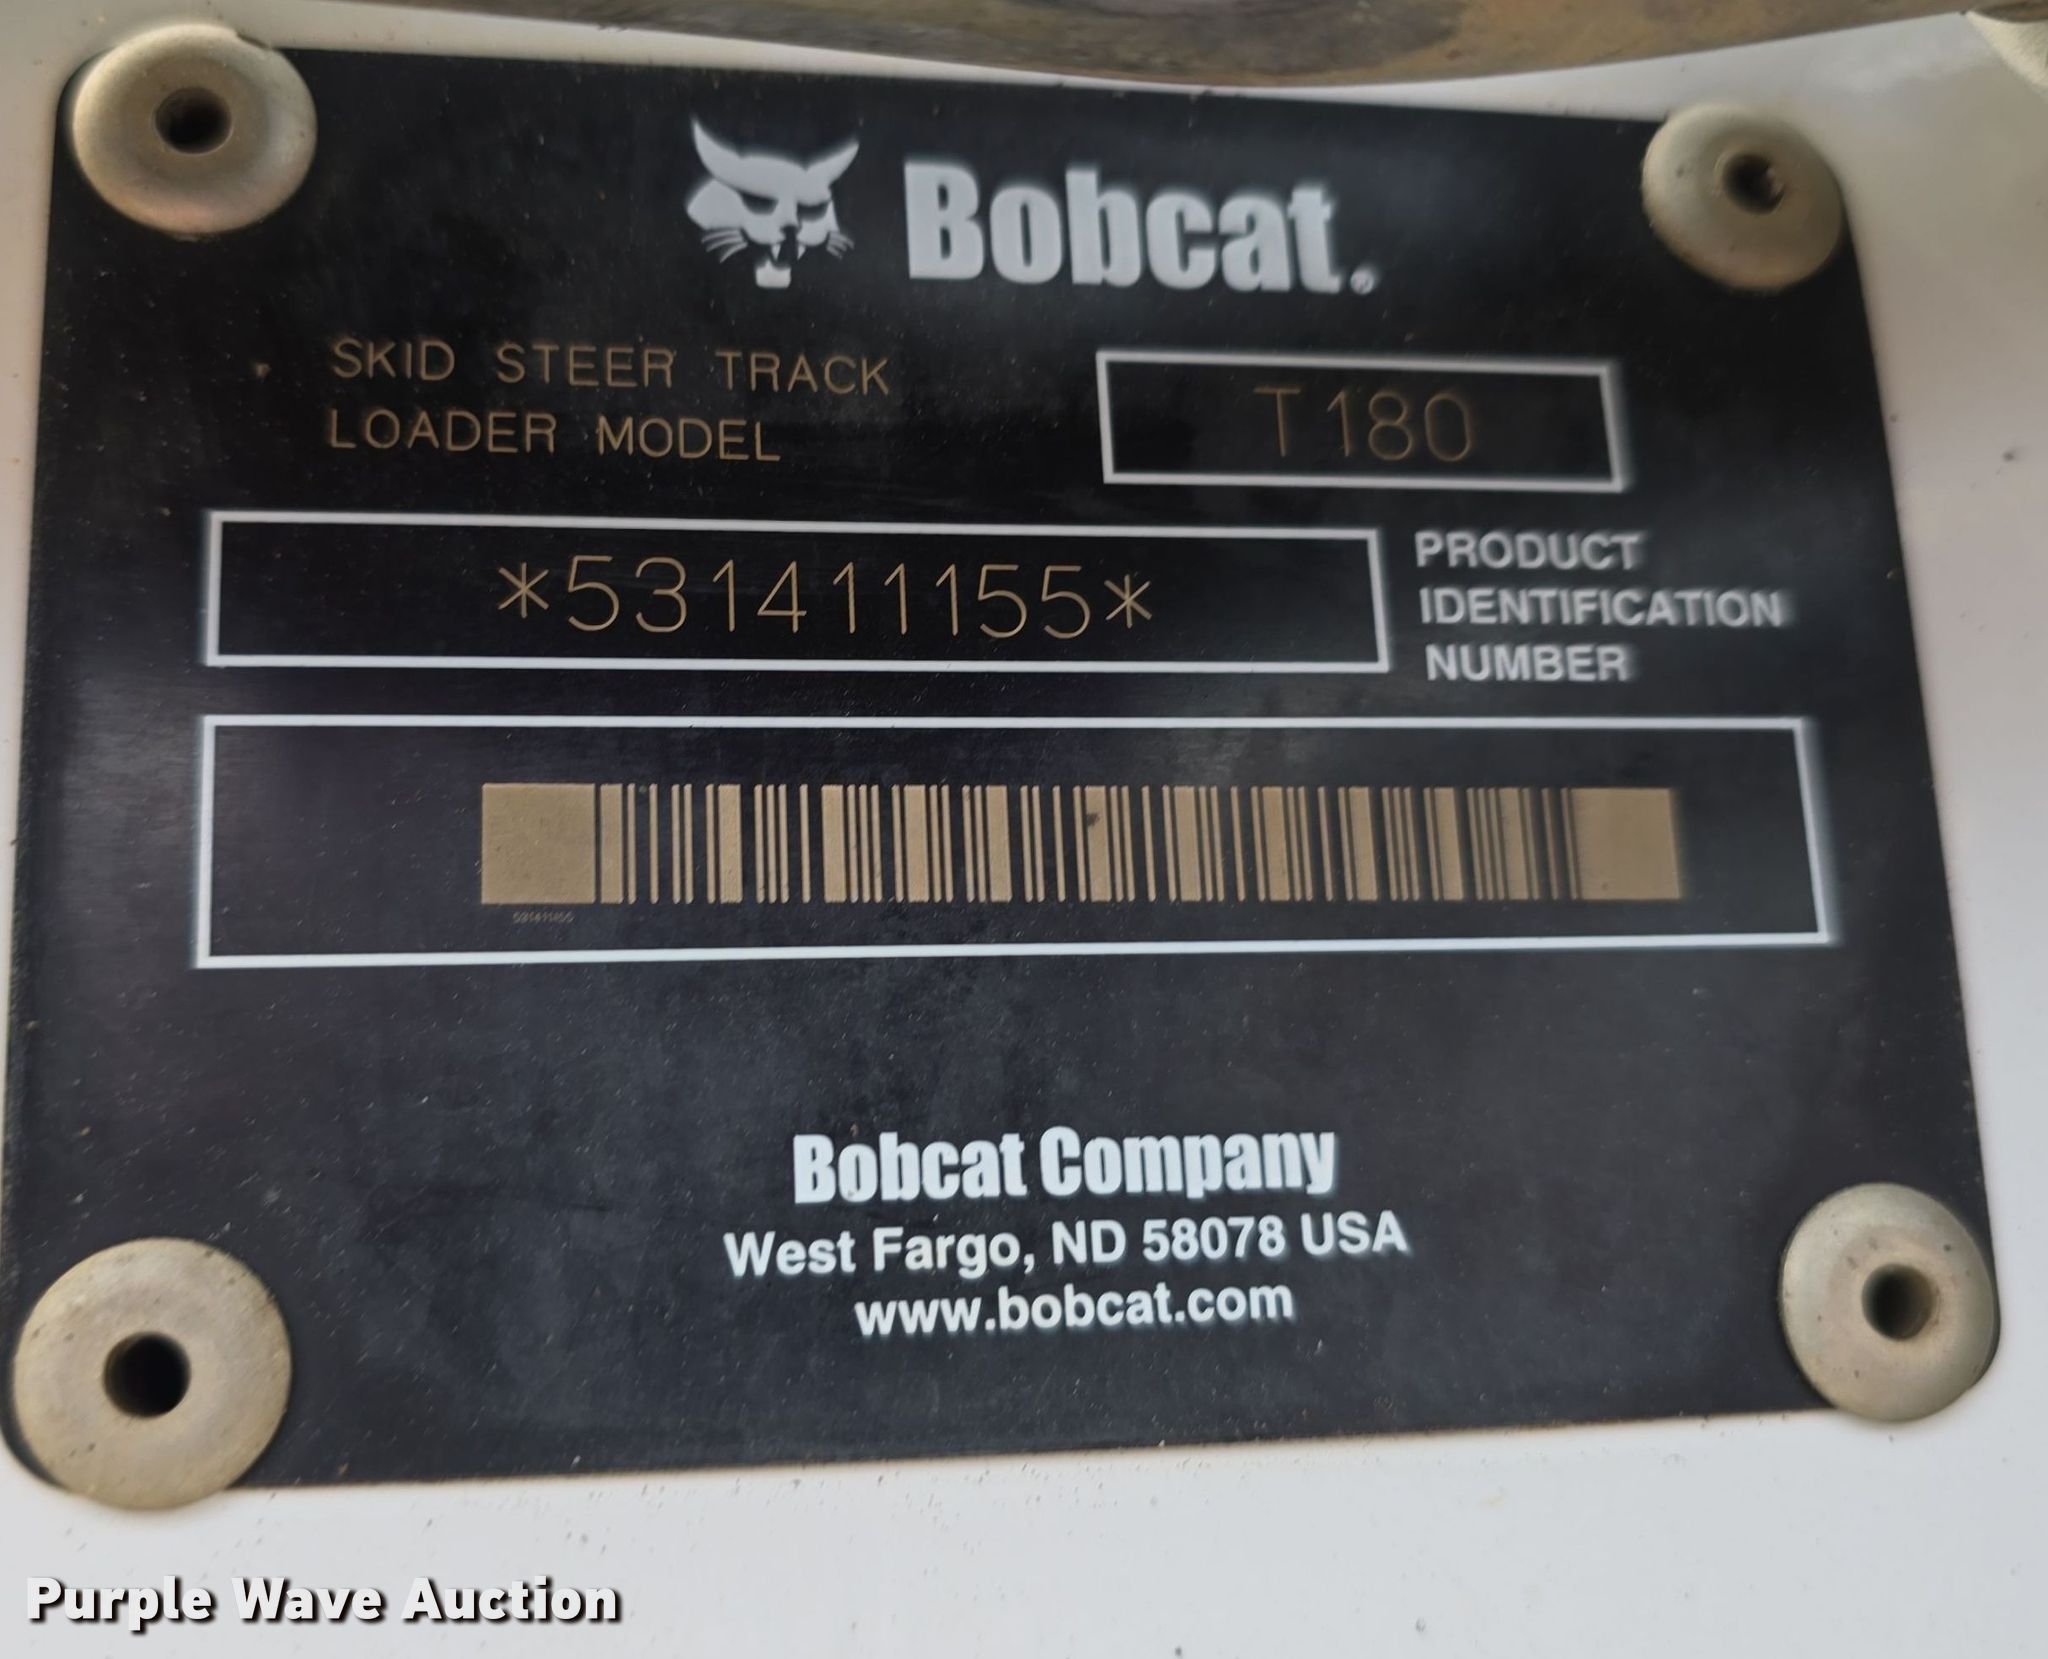 Bobcat®
SKID STEER TRACK
LOADER MODEL
T180
*531411155*
PRODUCT
IDENTIFICATION
NUMBER
531411155
Bobcat Company
West Fargo, ND 58078 USA
www.bobcat.com
Purple Wave Auction